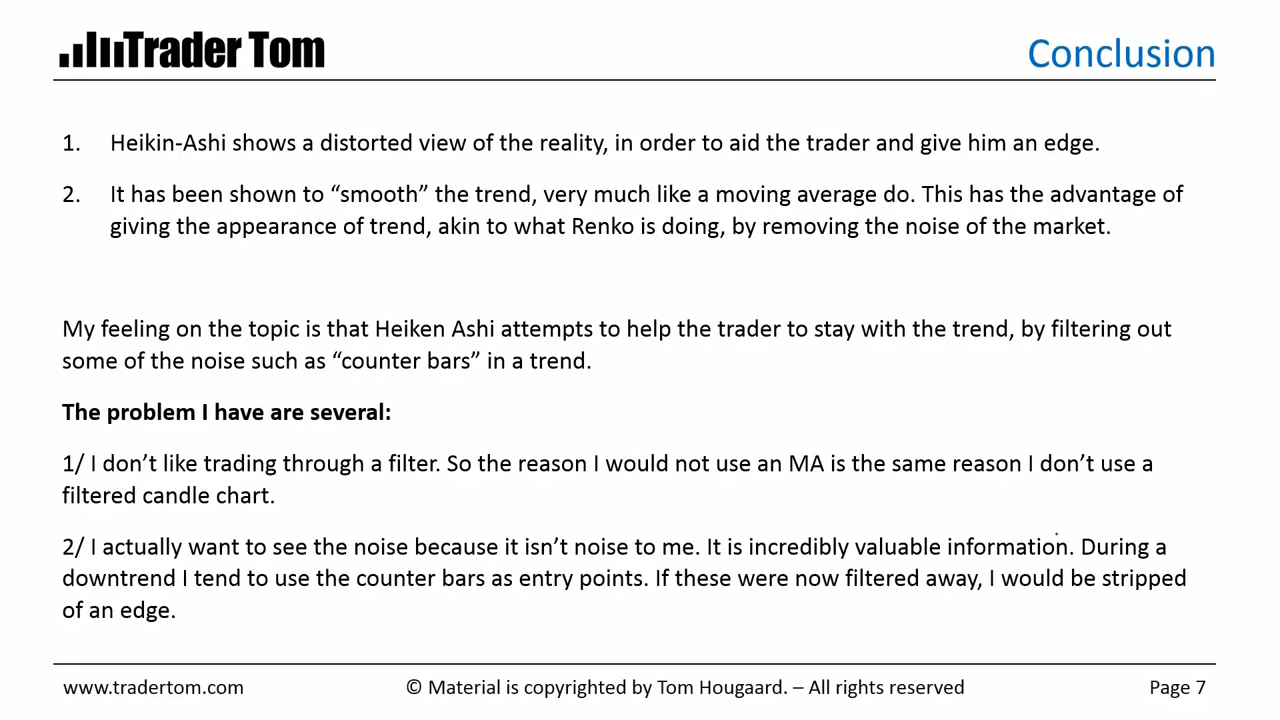 Trader Tom
Conclusion
1. Heikin-Ashi shows a distorted view of the reality, in order to aid the trader and give him an edge.
2. It has been shown to “smooth” the trend, very much like a moving average do. This has the advantage of
giving the appearance of trend, akin to what Renko is doing, by removing the noise of the market.
My feeling on the topic is that Heiken Ashi attempts to help the trader to stay with the trend, by filtering out
some of the noise such as “counter bars” in a trend.
The problem I have are several:
1/ I don’t like trading through a filter. So the reason I would not use an MA is the same reason I don’t use a
filtered candle chart.
2/ I actually want to see the noise because it isn’t noise to me. It is incredibly valuable information. During a
downtrend I tend to use the counter bars as entry points. If these were now filtered away, I would be stripped
of an edge.
www.tradertom.com
© Material is copyrighted by Tom Hougaard. – All rights reserved
Page 7